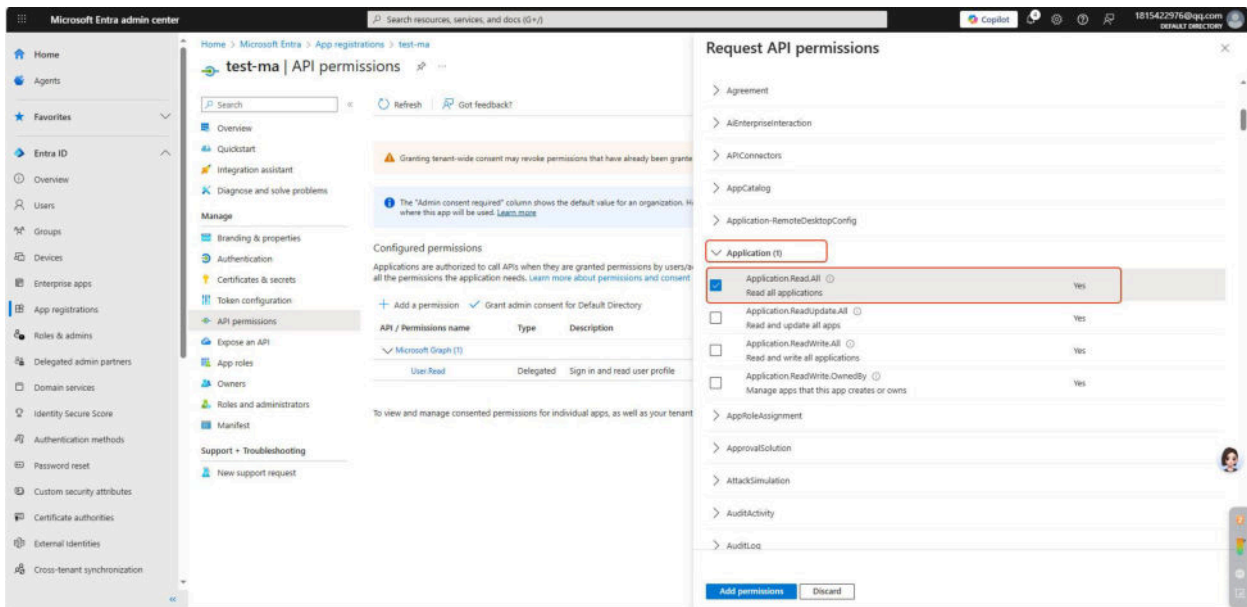 Microsoft Entra admin center
Search resources, services, and docs (G+/)
Copilot
4
1815422976@qq.com
DEFAULT DIRECTORY
Home
Agents
Favorites
Entra ID
Overview
Users
Groups
Devices
Enterprise apps
App registrations
Roles & admins
Delegated admin partners
Domain services
Identity Secure Score
Authentication methods
Password reset
Custom security attributes
Certificate authorities
External Identities
Cross-tenant synchronization
Home > Microsoft Entra > App registrations > test-ma
test-ma | API permissions
Search
Overview
Quickstart
Integration assistant
Diagnose and solve problems
Manage
Branding & properties
Authentication
Certificates & secrets
Token configuration
API permissions
Expose an API
App roles
Owners
Roles and administrators
Manifest
Support + Troubleshooting
New support request
Refresh
Got feedback?
Granting tenant-wide consent may revoke permissions that have already been grante
The "Admin consent required" column shows the default value for an organization. H
where this app will be used. Learn more
Configured permissions
Applications are authorized to call APIs when they are granted permissions by users/a
all the permissions the application needs. Learn more about permissions and consent
Add a permission
Grant admin consent for Default Directory
API / Permissions name Type Description
Microsoft Graph (1)
User.Read Delegated Sign in and read user profile
To view and manage consented permissions for individual apps, as well as your tenant
Request API permissions
Agreement
AiEnterpriseInteraction
APIConnectors
AppCatalog
Application-RemoteDesktopConfig
Application (1)
Application.Read.All
Read all applications
Yes
Application.ReadUpdate.All
Read and update all apps
Yes
Application.ReadWrite.All
Read and write all applications
Yes
Application.ReadWrite.OwnedBy
Manage apps that this app creates or owns
Yes
AppRoleAssignment
ApprovalSolution
AttackSimulation
AuditActivity
AuditLog
Add permissions
Discard